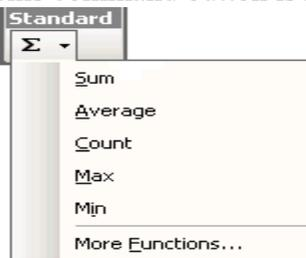 Standard
Σ
Sum
Average
Count
Max
Min
More Functions...